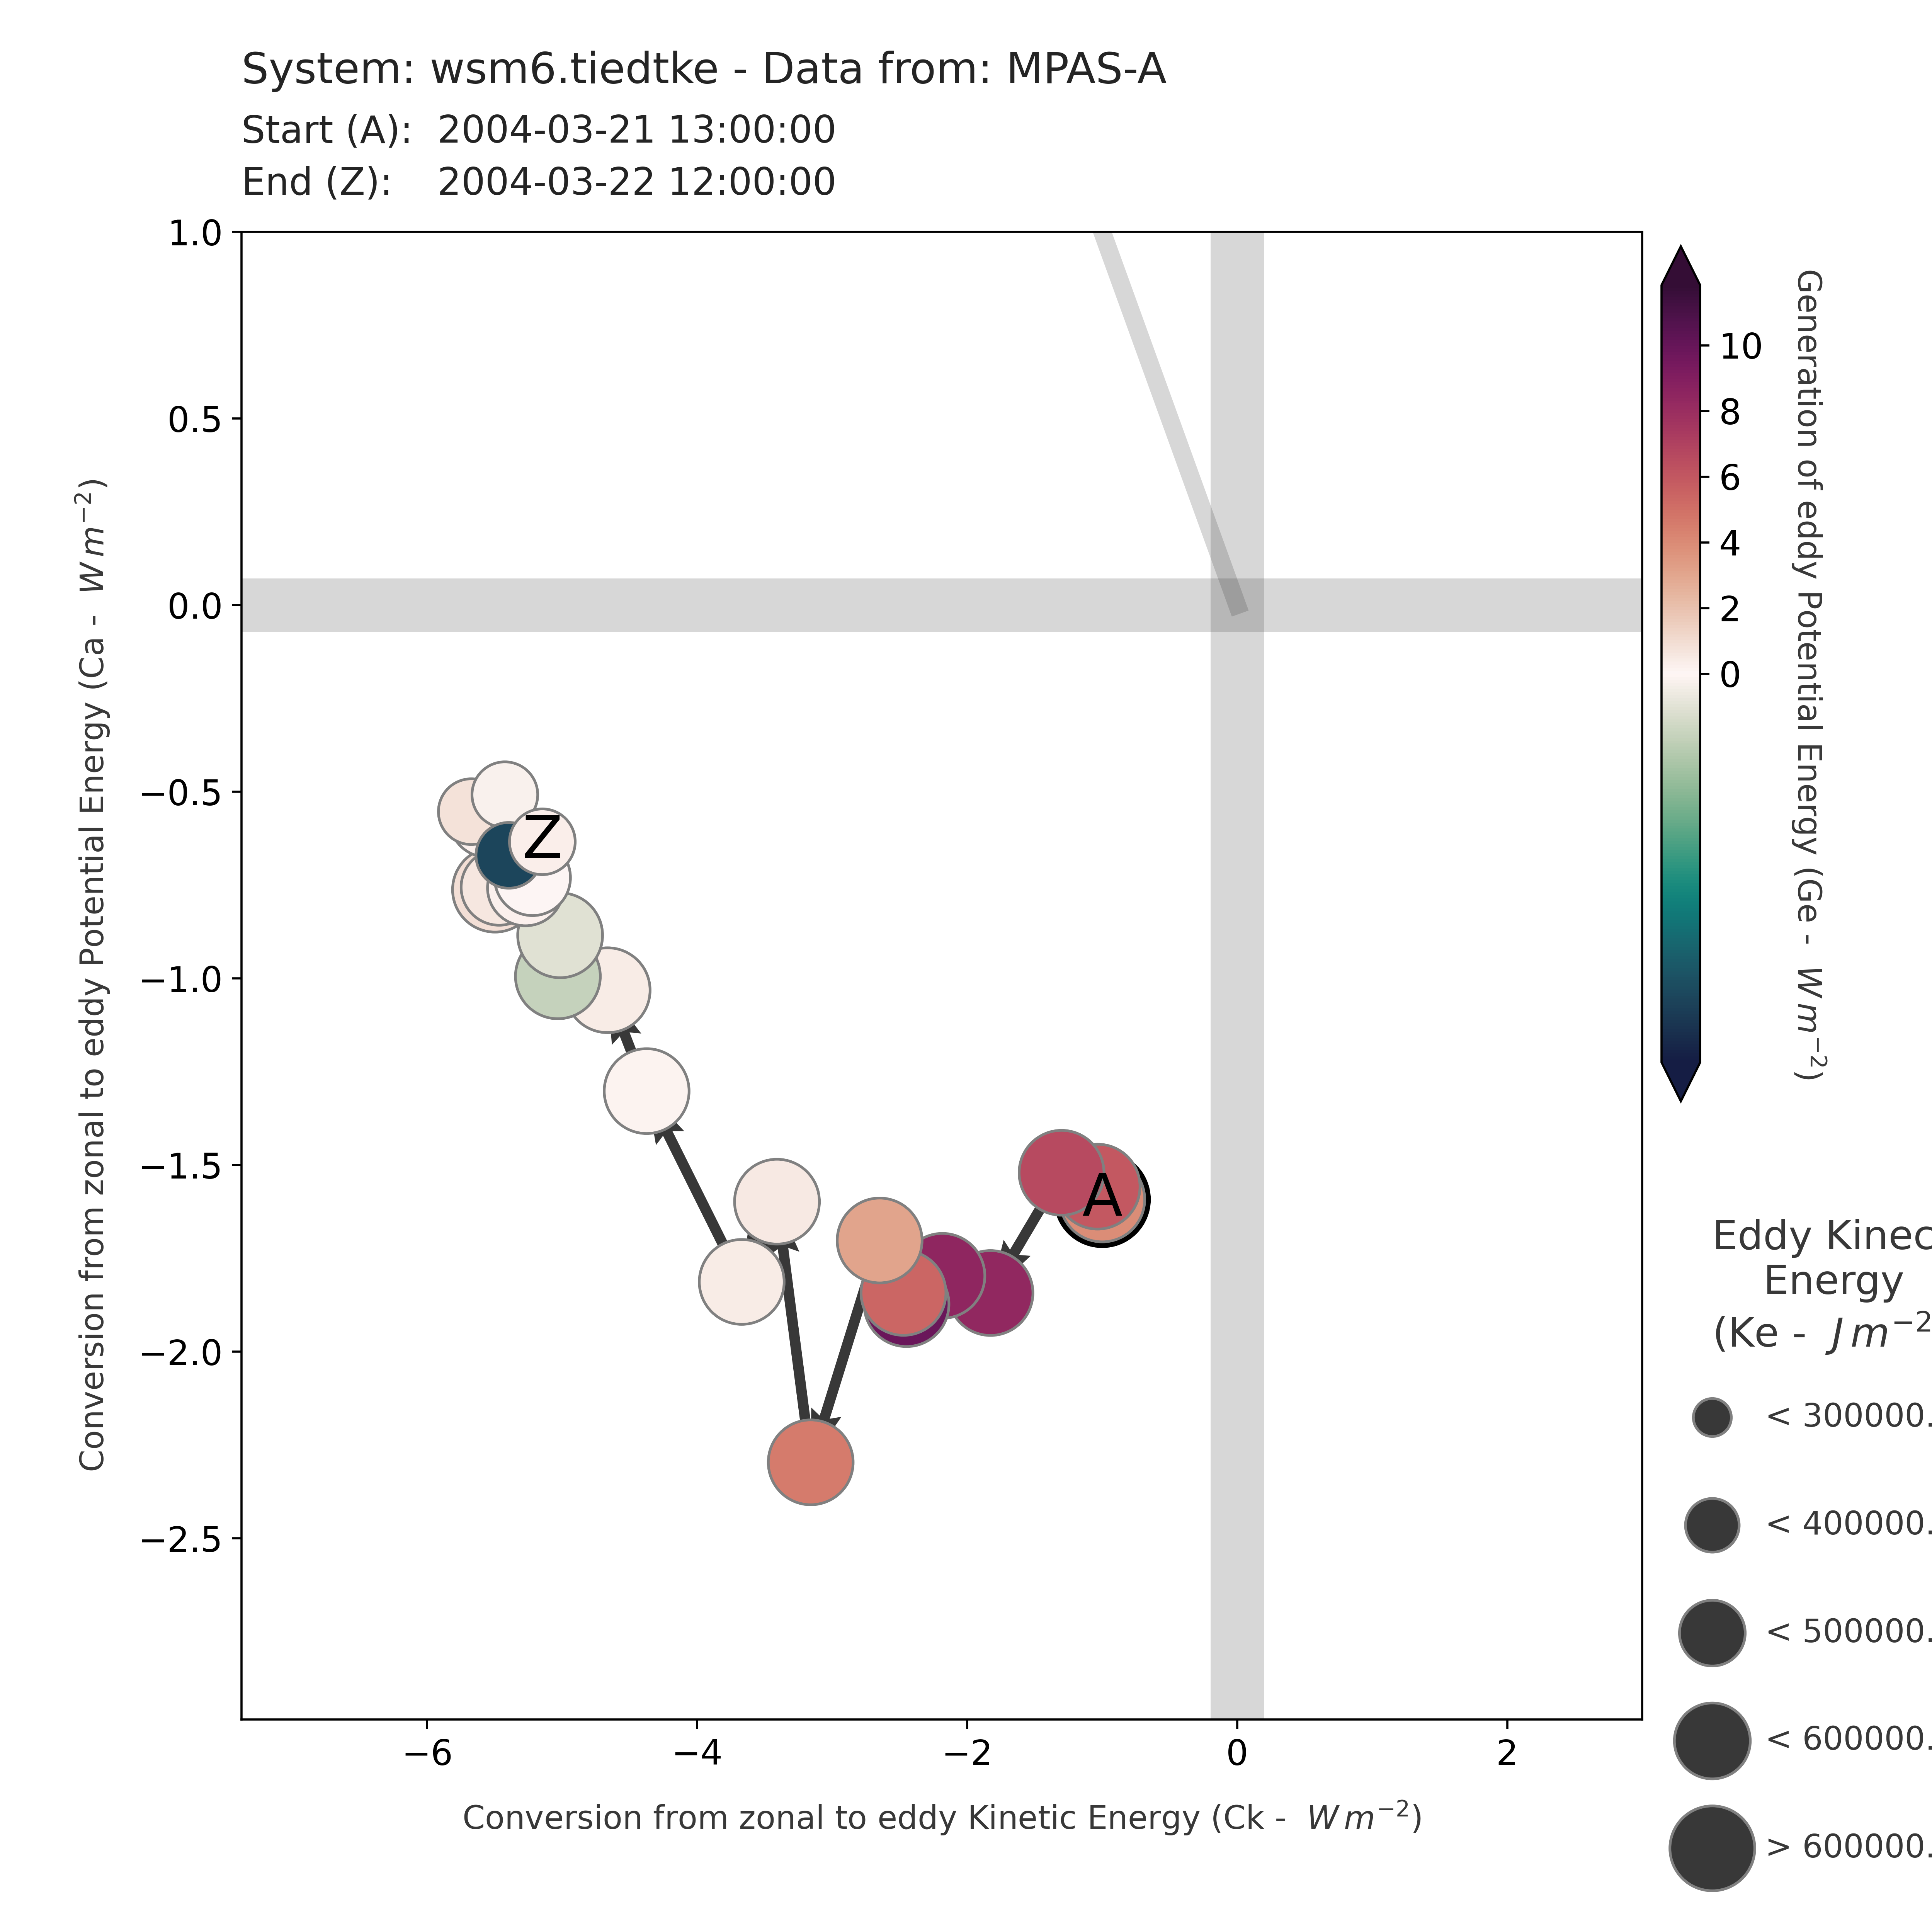 System: wsm6.tiedtke - Data from: MPAS-A
Start (A): 2004-03-21 13:00:00
End (Z): 2004-03-22 12:00:00
Conversion from zonal to eddy Potential Energy (Ca - W m⁻²)
1.0
0.5
0.0
−0.5
−1.0
−1.5
−2.0
−2.5
Z
A
−6
−4
−2
0
2
Conversion from zonal to eddy Kinetic Energy (Ck - W m⁻²)
10
8
6
4
2
0
Generation of eddy Potential Energy (Ge - W m⁻²)
Eddy Kinec
Energy
(Ke - J m⁻²
< 300000.
< 400000.
< 500000.
< 600000.
> 600000.